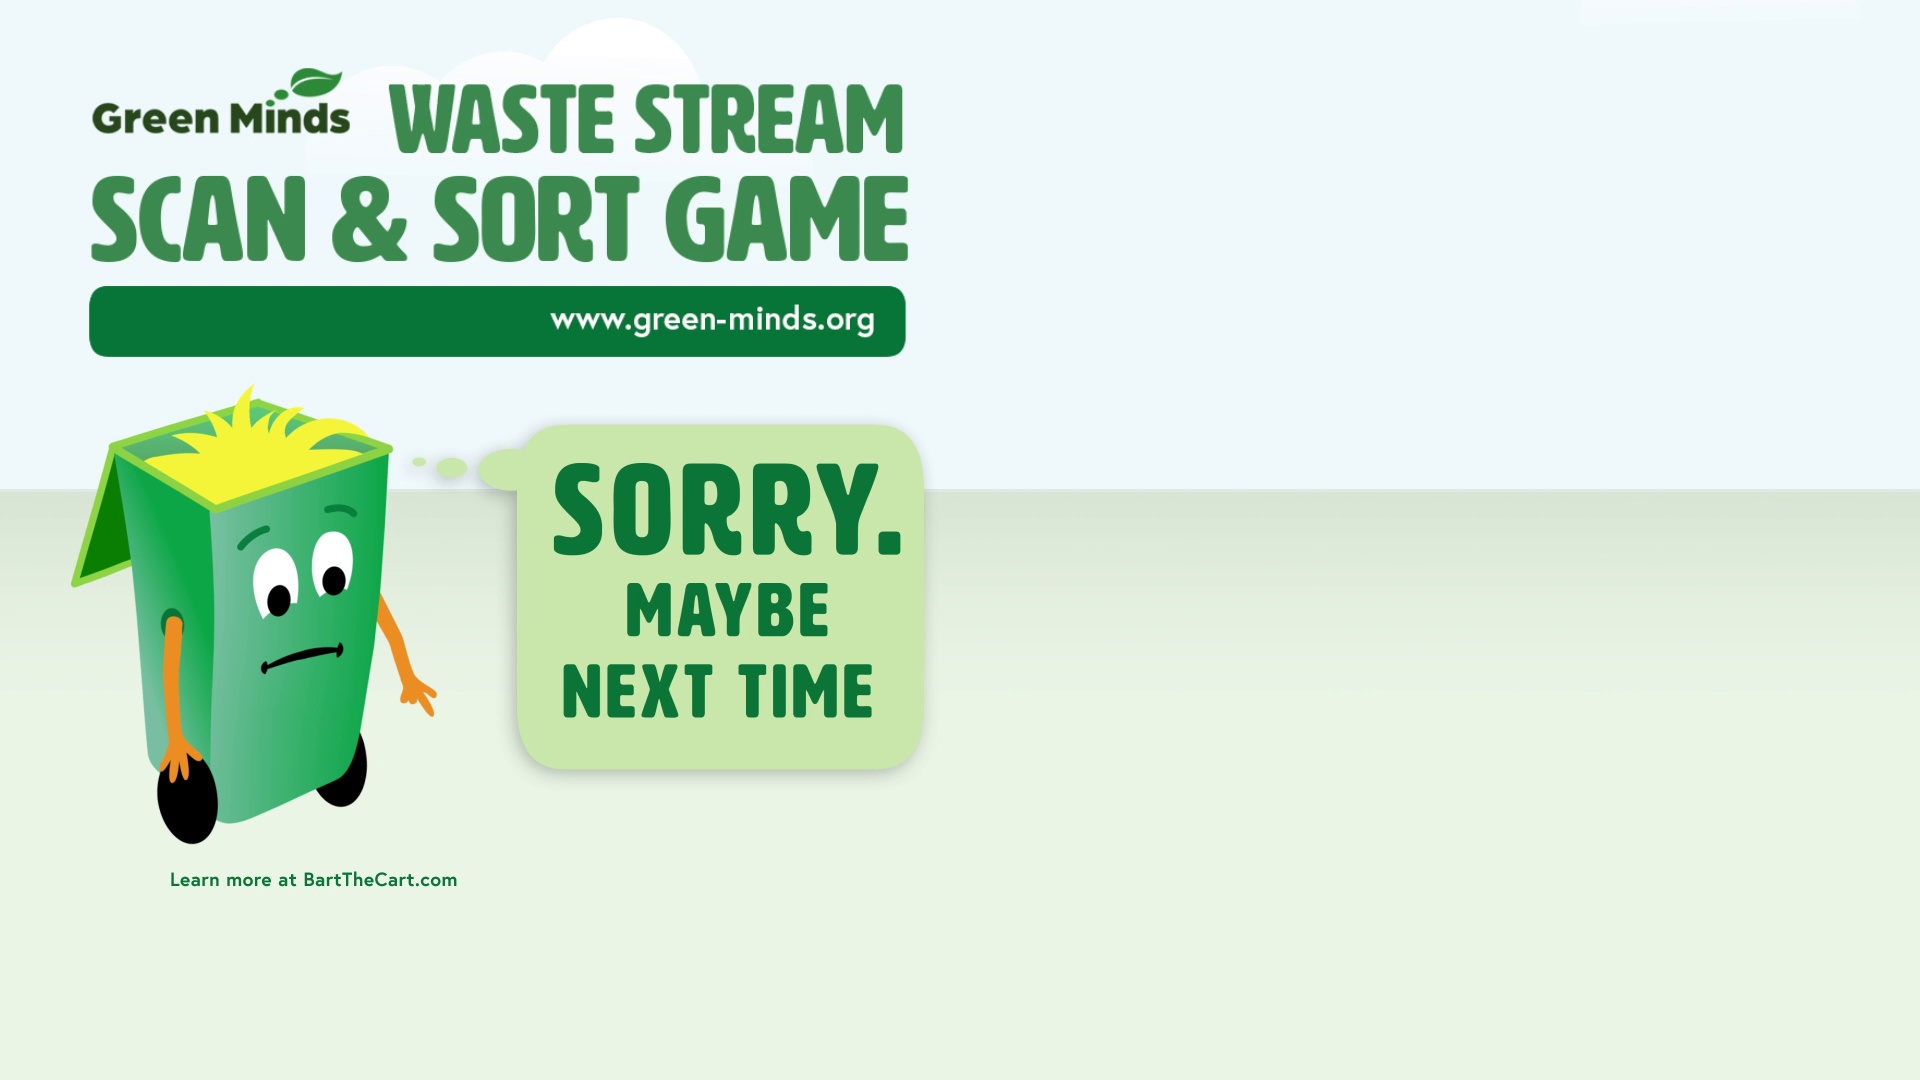 Green Minds WASTE STREAM
SCAN & SORT GAME
www.green-minds.org
SORRY.
MAYBE
NEXT TIME
Learn more at BartTheCart.com